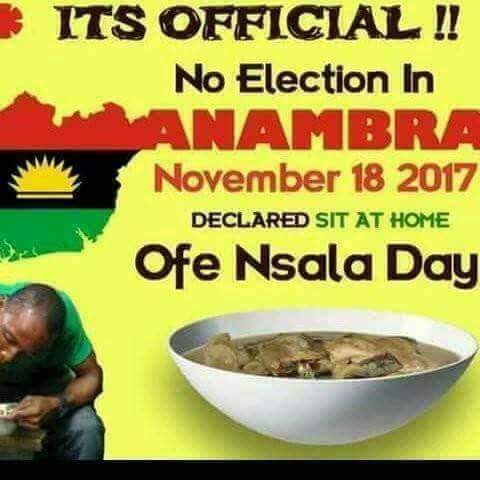 ITS OFFICIAL !!
No Election In
ANAMBRA
November 18 2017
DECLARED SIT AT HOME
Ofe Nsala Day